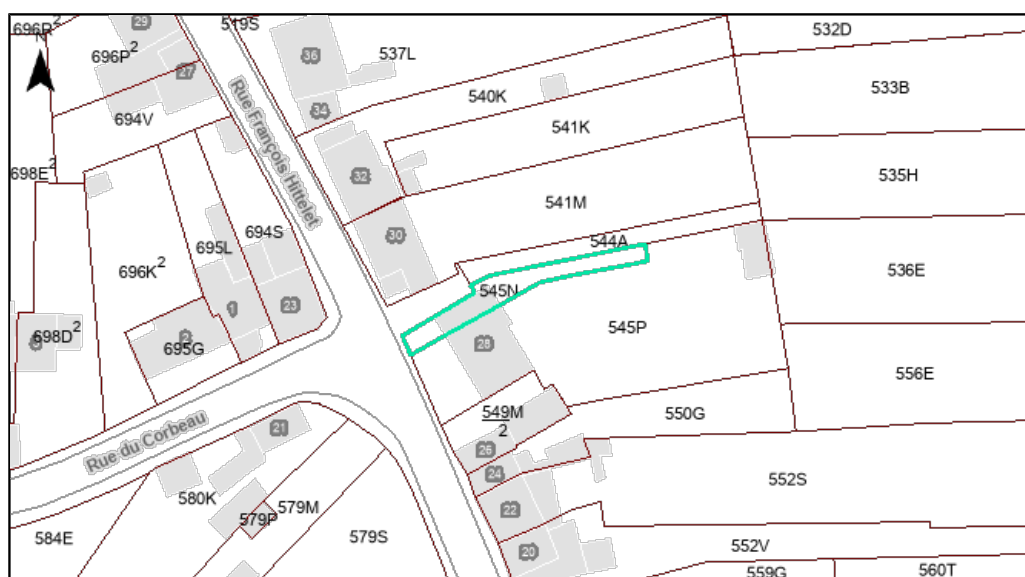 696R²
29
519S
532D
N
696P²
36
537L
27
533B
540K
34
Rue François Hittelet
694V
541K
698E²
32
535H
541M
694S
30
544A
695L
696K²
536E
545N
1
23
545P
698D²
3
2
695G
28
556E
549M
2
550G
21
Rue du Corbeau
26
24
552S
580K
579M
22
579P
584E
579S
552V
20
559G
560T